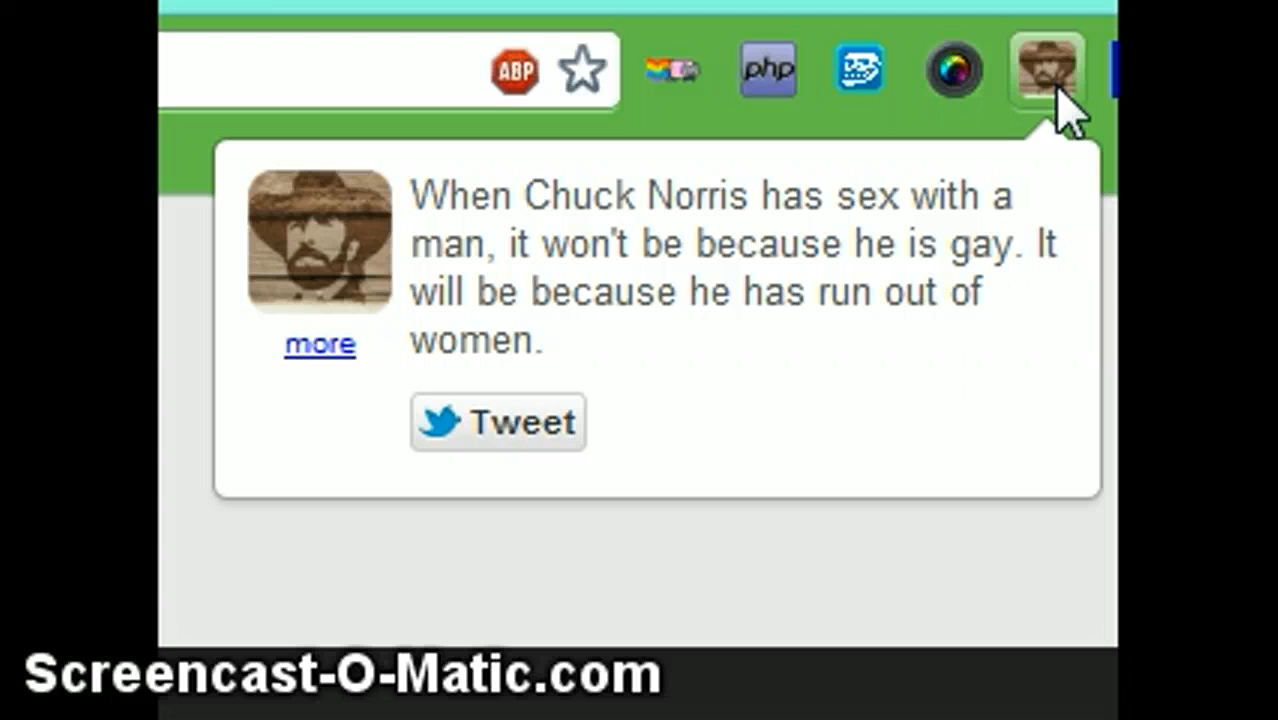 ABP
php
When Chuck Norris has sex with a
man, it won't be because he is gay. It
will be because he has run out of
women.
more
Tweet
Screencast-O-Matic.com